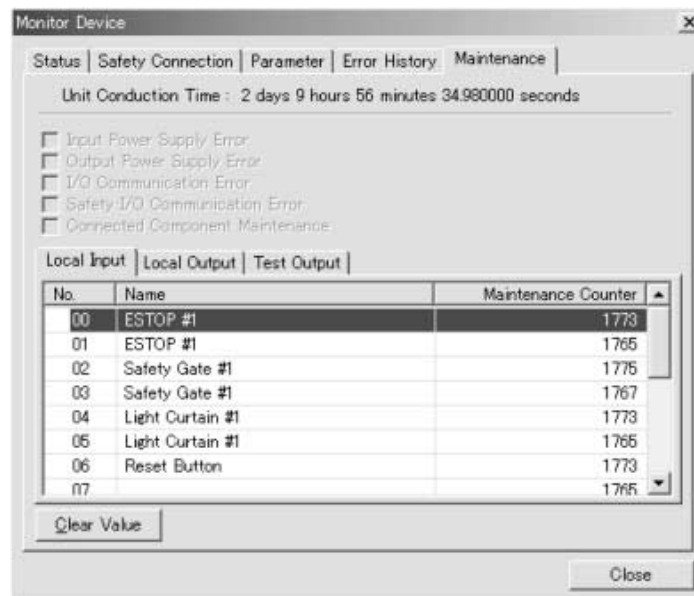 Monitor Device
Status Safety Connection Parameter Error History Maintenance
Unit Conduction Time : 2 days 9 hours 56 minutes 34.980000 seconds
Input Power Supply Error
Output Power Supply Error
I/O Communication Error
Safety I/O Communication Error
Connected Component Maintenance
Local Input Local Output Test Output
No. Name Maintenance Counter
00 ESTOP #1 1773
01 ESTOP #1 1765
02 Safety Gate #1 1775
03 Safety Gate #1 1767
04 Light Curtain #1 1773
05 Light Curtain #1 1765
06 Reset Button 1773
07 1765
Clear Value
Close